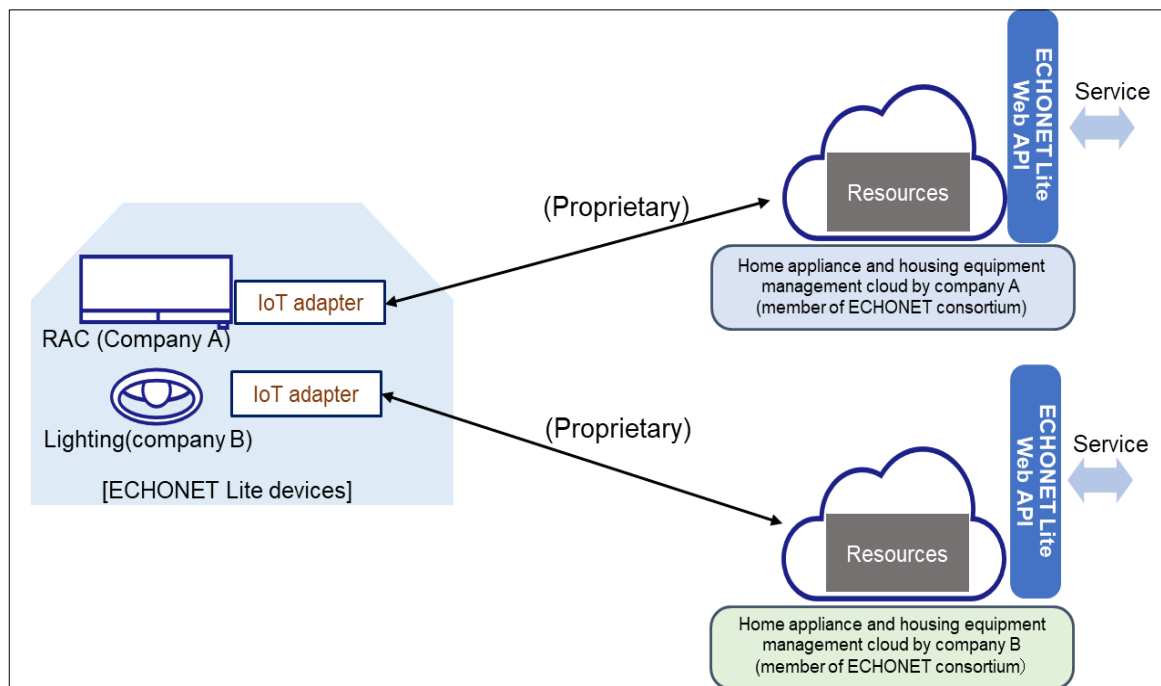 ECHONET Lite
Web API
Service
Resources
(Proprietary)
Home appliance and housing equipment
management cloud by company A
(member of ECHONET consortium)
IoT adapter
RAC (Company A)
IoT adapter
Lighting(company B)
[ECHONET Lite devices]
(Proprietary)
ECHONET Lite
Web API
Service
Resources
Home appliance and housing equipment
management cloud by company B
(member of ECHONET consortium）